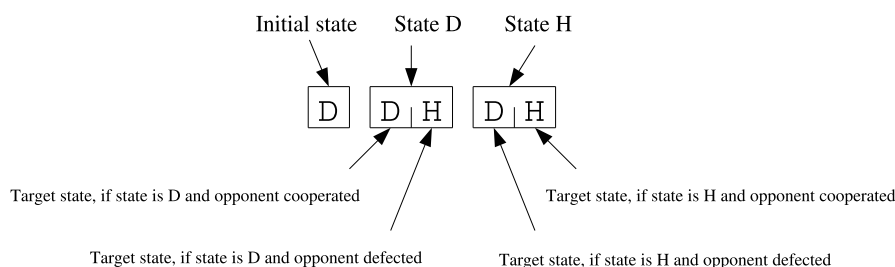 Initial state State D State H
D D H D H
Target state, if state is D and opponent cooperated Target state, if state is H and opponent cooperated
Target state, if state is D and opponent defected Target state, if state is H and opponent defected